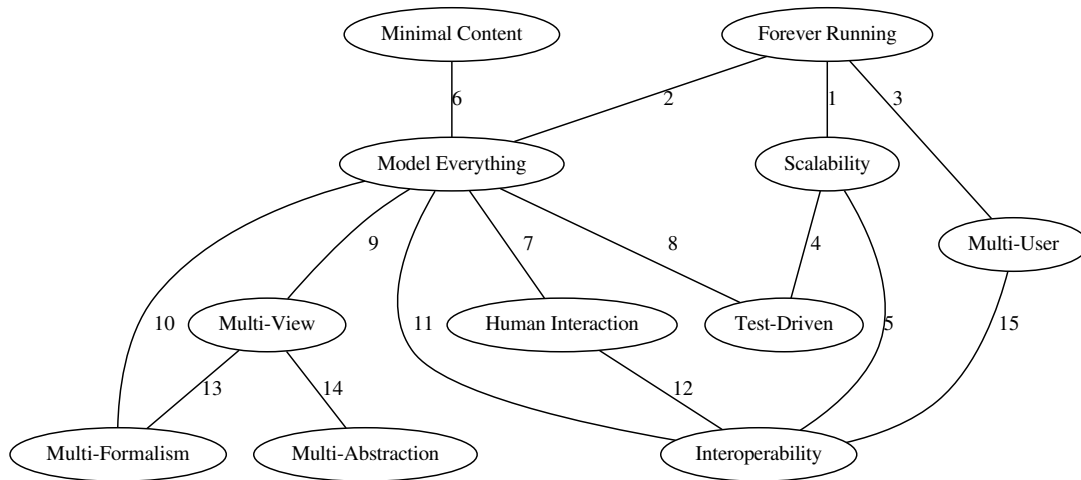 Minimal Content
Forever Running
6
2
1
3
Model Everything
Scalability
9
7
8
4
Multi-User
10
Multi-View
11
Human Interaction
Test-Driven
5
15
13
14
12
Multi-Formalism
Multi-Abstraction
Interoperability